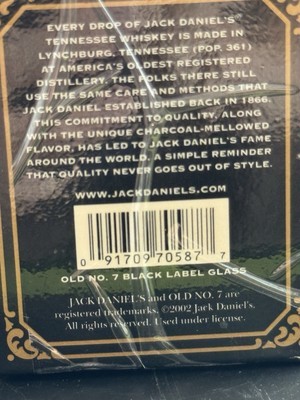 EVERY DROP OF JACK DANIEL'S®
TENNESSEE WHISKEY IS MADE IN
LYNCHBURG, TENNESSEE (POP. 361)
AT AMERICA'S OLDEST REGISTERED
DISTILLERY. THE FOLKS THERE STILL
USE THE SAME CARE AND METHODS THAT
JACK DANIEL ESTABLISHED BACK IN 1866.
THIS COMMITMENT TO QUALITY, ALONG
WITH THE UNIQUE CHARCOAL-MELLOWED
FLAVOR, HAS LED TO JACK DANIEL'S FAME
AROUND THE WORLD. A SIMPLE REMINDER
THAT QUALITY NEVER GOES OUT OF STYLE.
WWW.JACKDANIELS.COM
0 91709 70587 7
OLD NO. 7 BLACK LABEL GLASS
JACK DANIEL'S and OLD NO. 7 are
registered trademarks. ©2002 Jack Daniel's.
All rights reserved. Used under license.